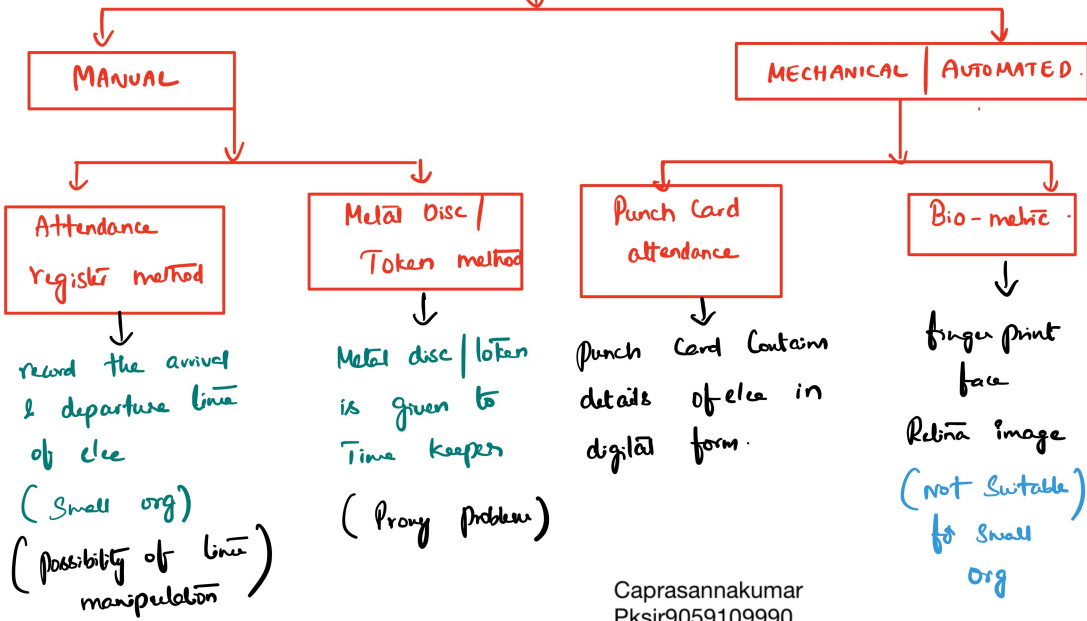 MANUAL
MECHANICAL | AUTOMATED.
Attendance
register method
Metal Disc /
Token method
Punch Card
attendance
Bio-metric.
record the arrival
& departure time
of elee
(Small org)
(possibility of time
manipulation)
Metal disc / token
is given to
Time keeper
(Proxy problem)
Punch Card Contains
details of elee in
digital form.
finger print
face
Retina image
(not Suitable)
for small
org
Caprasannakumar
Pksir9059109990